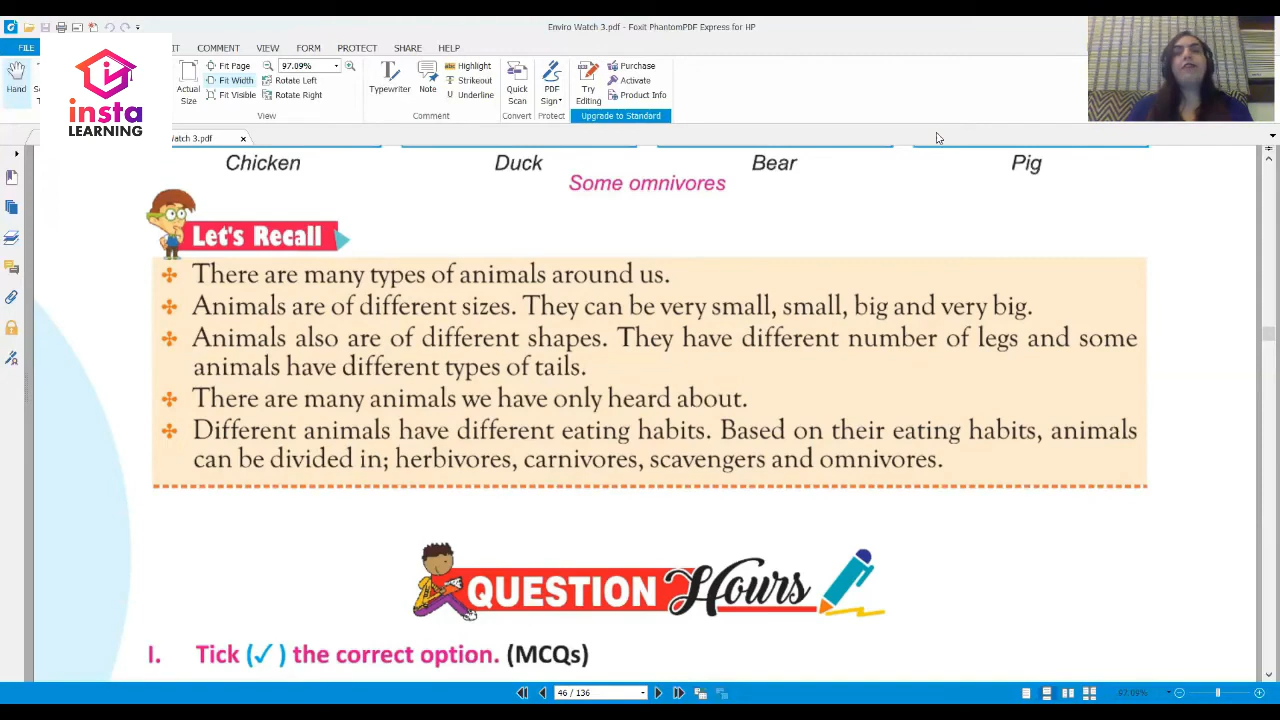 Enviro Watch 3.pdf - Foxit PhantomPDF Express for HP
FILE
COMMENT VIEW FORM PROTECT SHARE HELP
Hand
Actual Size
Fit Page
Fit Width
Fit Visible
97.09%
Rotate Left
Rotate Right
View
Typewriter
Note
Highlight
Strikeout
Underline
Comment
Quick Scan
Convert
PDF Sign
Protect
Try Editing
Purchase
Activate
Product Info
Upgrade to Standard
insta
LEARNING
Watch 3.pdf
Chicken Duck Bear Pig
Some omnivores
Let's Recall
There are many types of animals around us.
Animals are of different sizes. They can be very small, small, big and very big.
Animals also are of different shapes. They have different number of legs and some
animals have different types of tails.
There are many animals we have only heard about.
Different animals have different eating habits. Based on their eating habits, animals
can be divided in; herbivores, carnivores, scavengers and omnivores.
QUESTION Hours
I. Tick (✓) the correct option. (MCQs)
46 / 136
97.09%